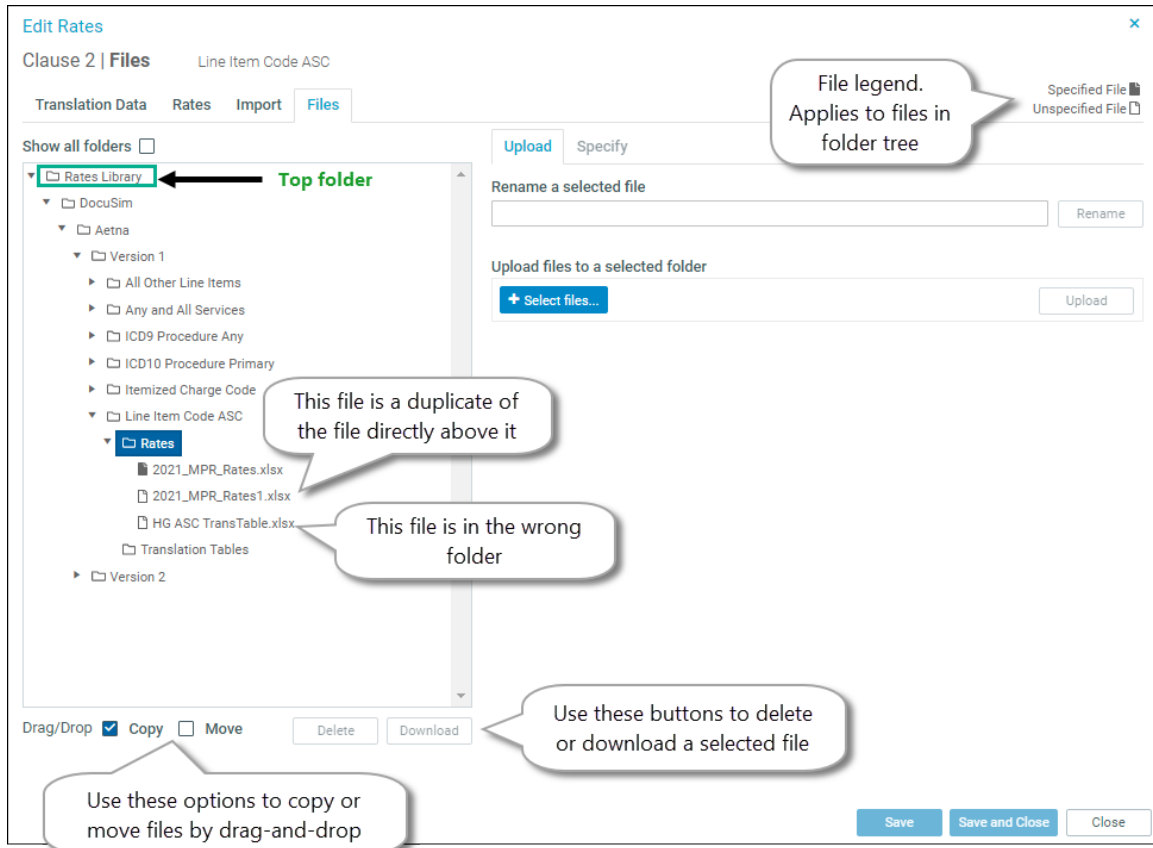 Edit Rates
×
Clause 2 | Files Line Item Code ASC
File legend.
Applies to files in
folder tree
Specified File
Unspecified File
Translation Data Rates Import Files
Show all folders
Upload Specify
Rates Library
Top folder
DocuSim
Aetna
Version 1
All Other Line Items
Any and All Services
ICD9 Procedure Any
ICD10 Procedure Primary
Itemized Charge Code
Line Item Code ASC
Rates
2021_MPR_Rates.xlsx
2021_MPR_Rates1.xlsx
HG ASC TransTable.xlsx
Translation Tables
Version 2
This file is a duplicate of
the file directly above it
This file is in the wrong
folder
Rename a selected file
Rename
Upload files to a selected folder
+ Select files...
Upload
Drag/Drop Copy Move Delete Download
Use these buttons to delete
or download a selected file
Use these options to copy or
move files by drag-and-drop
Save Save and Close Close